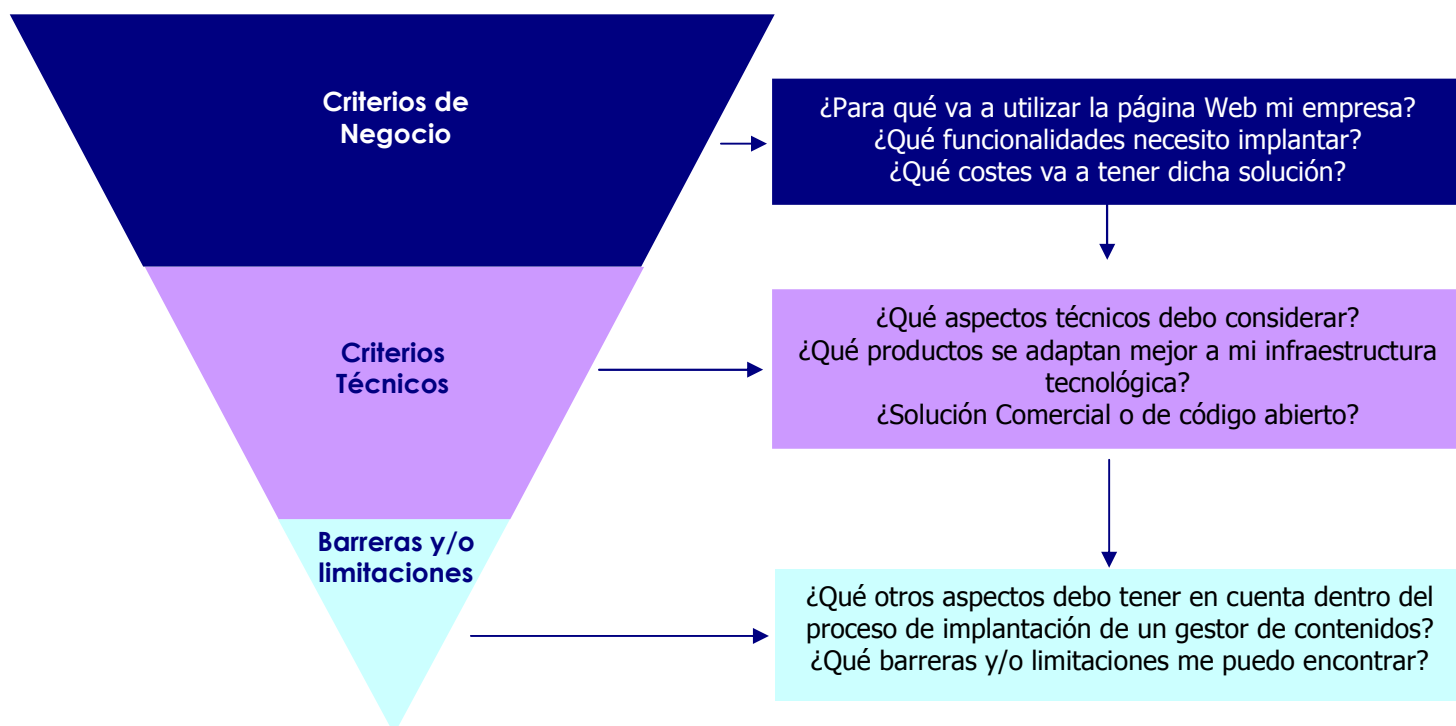 Criterios de
Negocio
¿Para qué va a utilizar la página Web mi empresa?
¿Qué funcionalidades necesito implantar?
¿Qué costes va a tener dicha solución?
Criterios
Técnicos
¿Qué aspectos técnicos debo considerar?
¿Qué productos se adaptan mejor a mi infraestructura
tecnológica?
¿Solución Comercial o de código abierto?
Barreras y/o
limitaciones
¿Qué otros aspectos debo tener en cuenta dentro del
proceso de implantación de un gestor de contenidos?
¿Qué barreras y/o limitaciones me puedo encontrar?